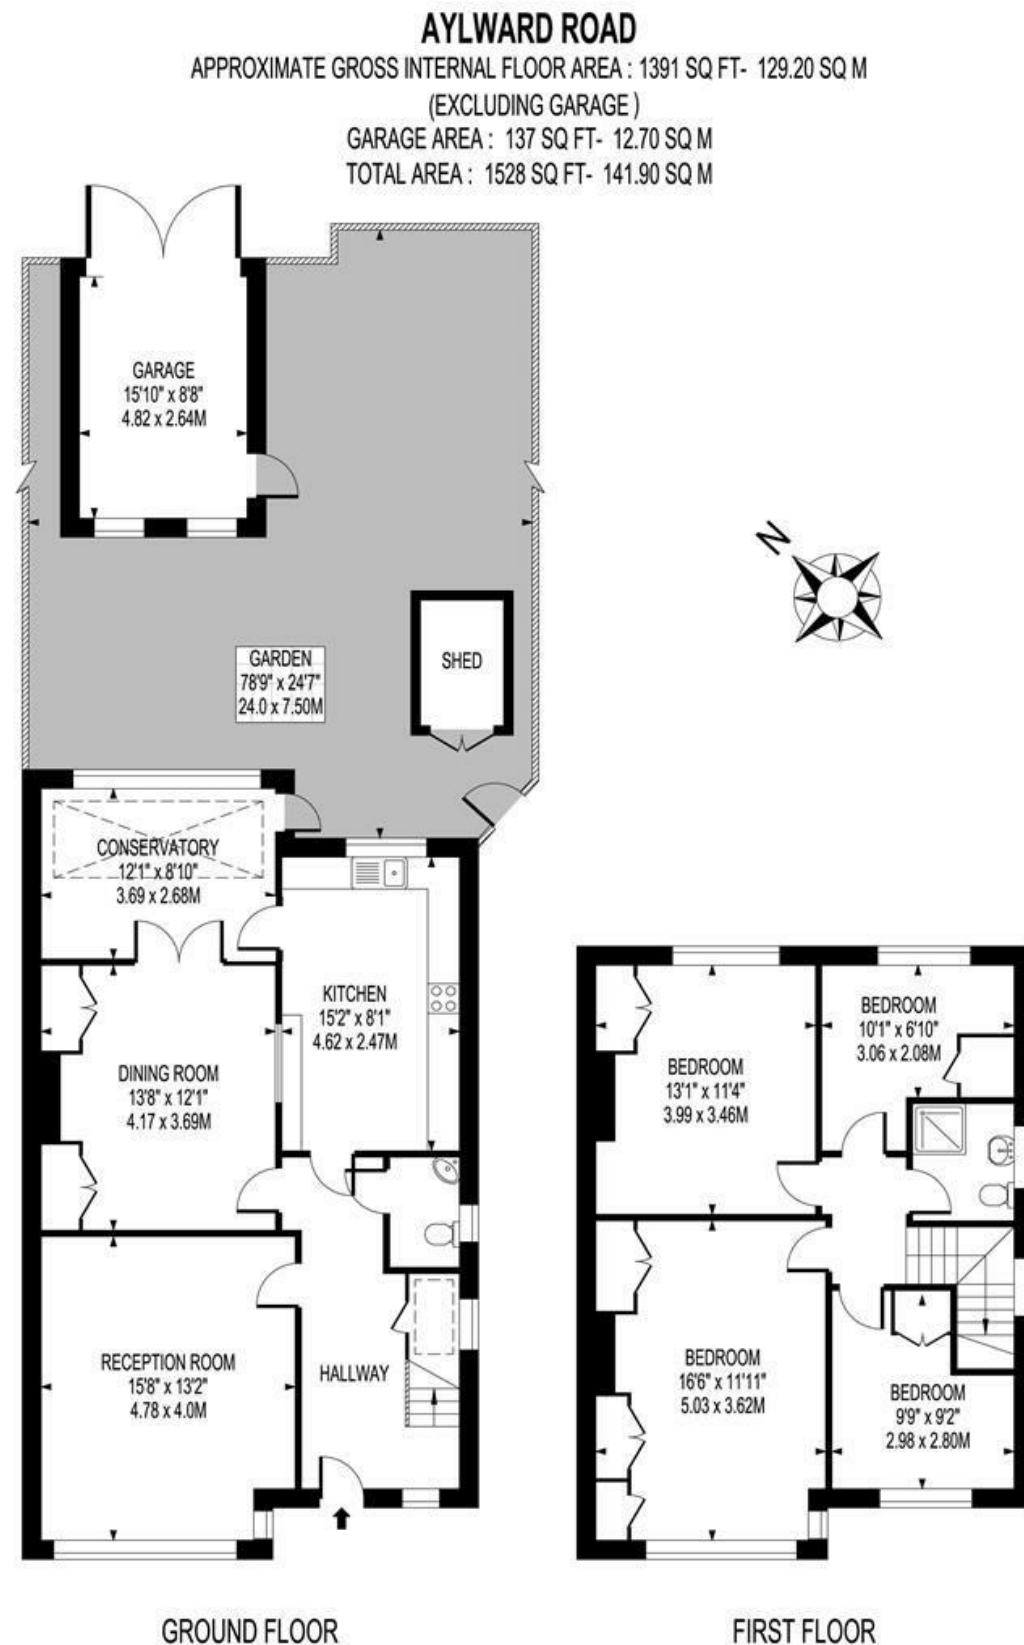 AYLWARD ROAD
APPROXIMATE GROSS INTERNAL FLOOR AREA : 1391 SQ FT- 129.20 SQ M
(EXCLUDING GARAGE )
GARAGE AREA : 137 SQ FT- 12.70 SQ M
TOTAL AREA : 1528 SQ FT- 141.90 SQ M
GARAGE
15'10" x 8'8"
4.82 x 2.64M
N
SHED
GARDEN
78'9" x 24'7"
24.0 x 7.50M
CONSERVATORY
12'1" x 8'10"
3.69 x 2.68M
KITCHEN
15'2" x 8'1"
4.62 x 2.47M
DINING ROOM
13'8" x 12'1"
4.17 x 3.69M
RECEPTION ROOM
15'8" x 13'2"
4.78 x 4.0M
HALLWAY
BEDROOM
10'1" x 6'10"
3.06 x 2.08M
BEDROOM
13'1" x 11'4"
3.99 x 3.46M
BEDROOM
16'6" x 11'11"
5.03 x 3.62M
BEDROOM
9'9" x 9'2"
2.98 x 2.80M
GROUND FLOOR
FIRST FLOOR